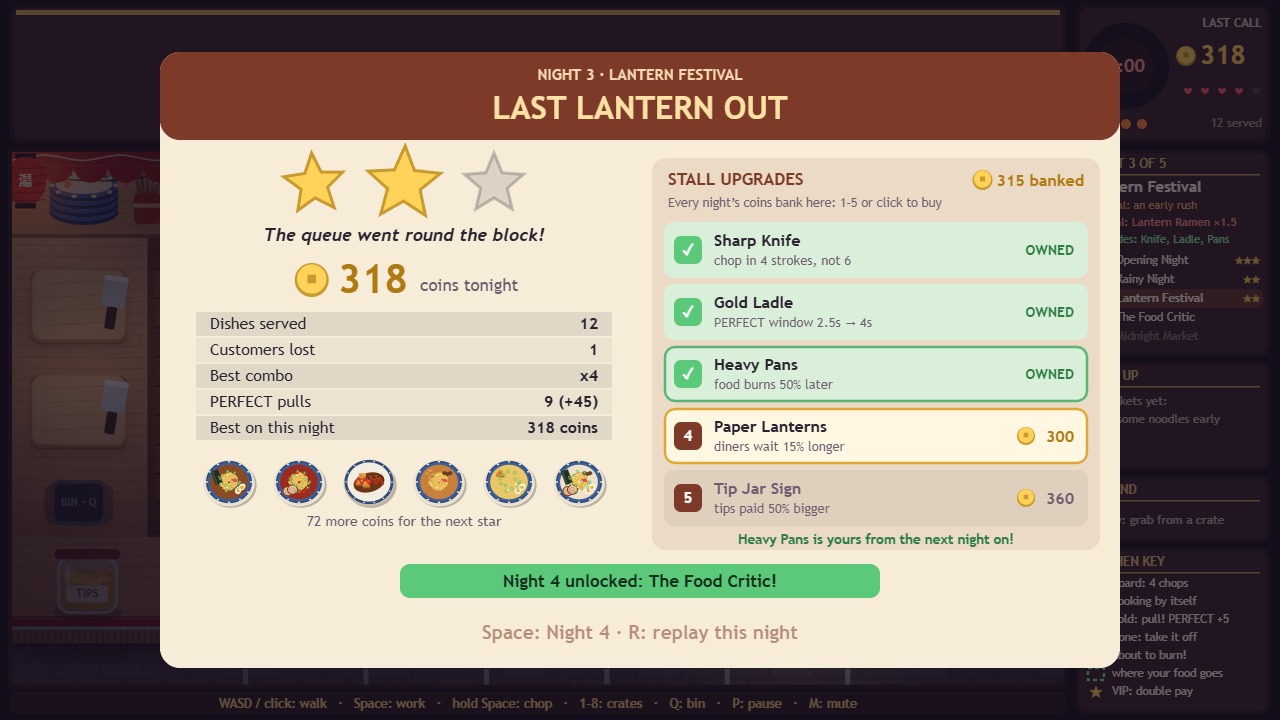 NIGHT 3 · LANTERN FESTIVAL
LAST LANTERN OUT
The queue went round the block!
318 coins tonight
Dishes served 12
Customers lost 1
Best combo x4
PERFECT pulls 9 (+45)
Best on this night 318 coins
72 more coins for the next star
STALL UPGRADES 315 banked
Every night's coins bank here: 1-5 or click to buy
Sharp Knife
chop in 4 strokes, not 6
OWNED
Gold Ladle
PERFECT window 2.5s → 4s
OWNED
Heavy Pans
food burns 50% later
OWNED
4 Paper Lanterns
diners wait 15% longer
300
5 Tip Jar Sign
tips paid 50% bigger
360
Heavy Pans is yours from the next night on!
Night 4 unlocked: The Food Critic!
Space: Night 4 · R: replay this night
LAST CALL
:00
318
12 served
3 OF 5
Festival
an early rush
Lantern Ramen ×1.5
Knife, Ladle, Pans
Opening Night ★★★
Rainy Night ★★
Lantern Festival ★★
The Food Critic
Midnight Market
UP
yet:
some noodles early
grab from a crate
KEY
4 chops
by itself
pull! PERFECT +5
take it off
to burn!
where your food goes
★ VIP: double pay
BIN · Q
TIPS
WASD / click: walk · Space: work · hold Space: chop · 1-8: crates · Q: bin · P: pause · M: mute